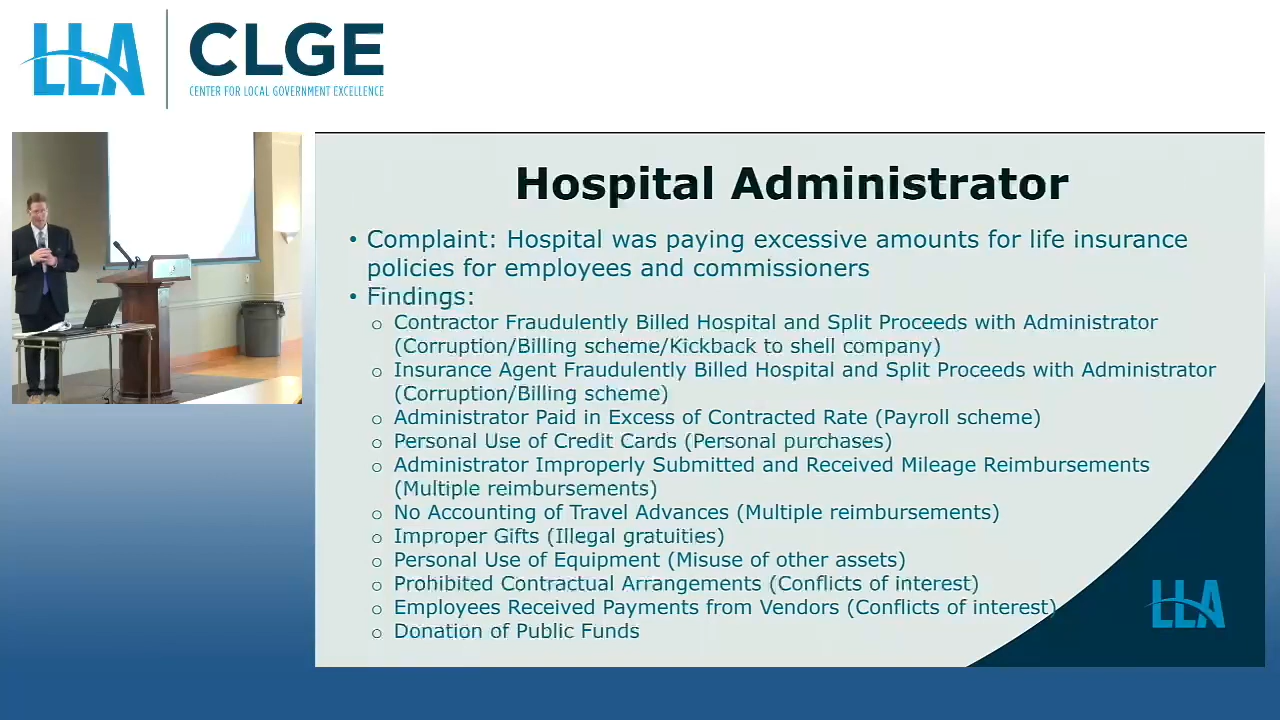 LLA
CLGE
CENTER FOR LOCAL GOVERNMENT EXCELLENCE
Hospital Administrator
• Complaint: Hospital was paying excessive amounts for life insurance
policies for employees and commissioners
• Findings:
o Contractor Fraudulently Billed Hospital and Split Proceeds with Administrator
(Corruption/Billing scheme/Kickback to shell company)
o Insurance Agent Fraudulently Billed Hospital and Split Proceeds with Administrator
(Corruption/Billing scheme)
o Administrator Paid in Excess of Contracted Rate (Payroll scheme)
o Personal Use of Credit Cards (Personal purchases)
o Administrator Improperly Submitted and Received Mileage Reimbursements
(Multiple reimbursements)
o No Accounting of Travel Advances (Multiple reimbursements)
o Improper Gifts (Illegal gratuities)
o Personal Use of Equipment (Misuse of other assets)
o Prohibited Contractual Arrangements (Conflicts of interest)
o Employees Received Payments from Vendors (Conflicts of interest)
o Donation of Public Funds
LLA